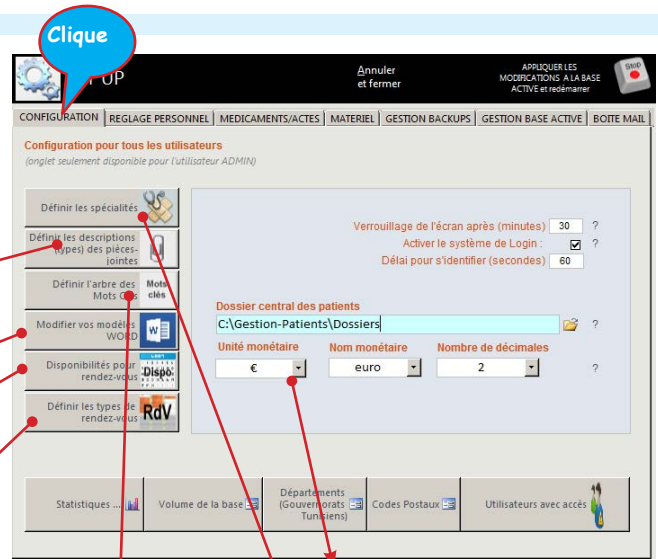 Clique
UP
Annuler
et fermer
APPLIQUER LES
MODIFICATIONS A LA BASE
ACTIVE et redémarrer
Stop
CONFIGURATION
REGLAGE PERSONNEL
MEDICAMENTS/ACTES
MATERIEL
GESTION BACKUPS
GESTION BASE ACTIVE
BOITE MAIL
Configuration pour tous les utilisateurs
(onglet seulement disponible pour l'utilisateur ADMIN)
Définir les spécialités
Définir les descriptions
(types) des pièces-
jointes
Définir l'arbre des
Mots Clés
Mots
clés
Modifier vos modèles
WORD
W
Disponibilités pour
rendez-vous
Dispo
Définir les types de
rendez-vous
RdV
Verrouillage de l'écran après (minutes) 30 ?
Activer le système de Login : ?
Délai pour s'identifier (secondes) 60
Dossier central des patients
C:\Gestion-Patients\Dossiers ?
Unité monétaire Nom monétaire Nombre de décimales
€ euro 2 ?
Statistiques ...
Volume de la base
Départements
(Gouvernorats
Tunisiens)
Codes Postaux
Utilisateurs avec accès